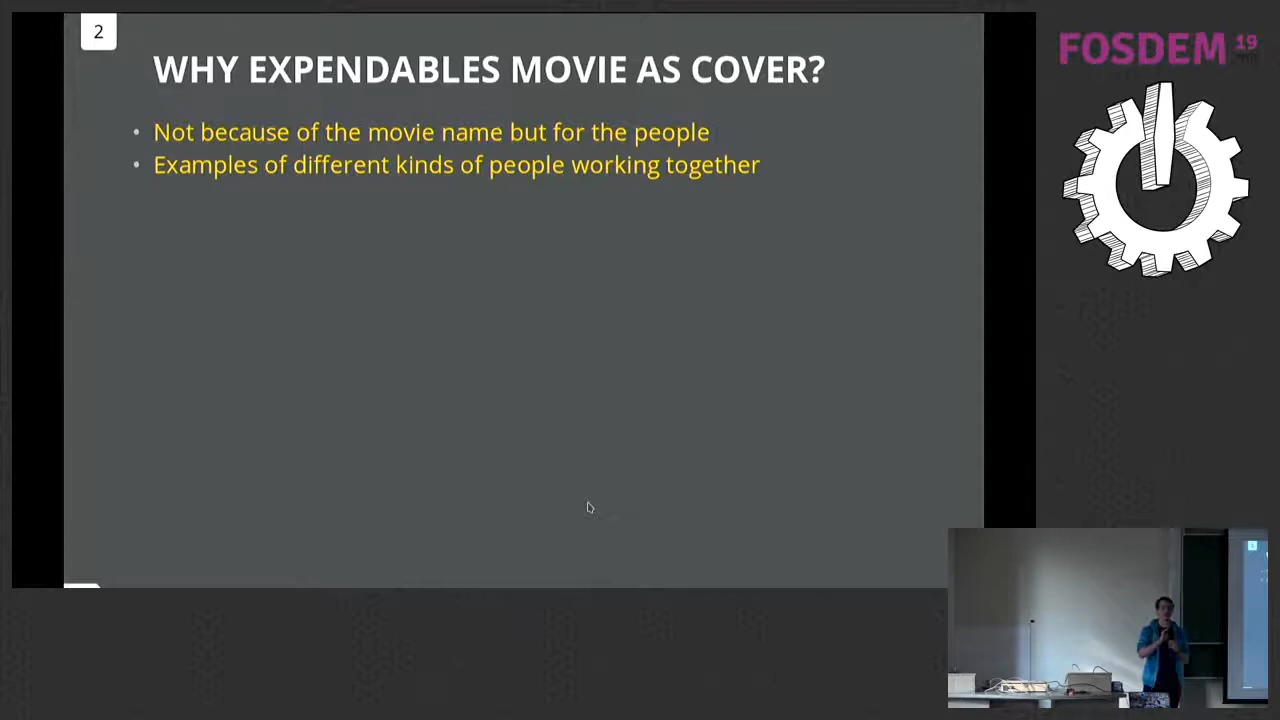 2
WHY EXPENDABLES MOVIE AS COVER?
• Not because of the movie name but for the people
• Examples of different kinds of people working together
FOSDEM 19